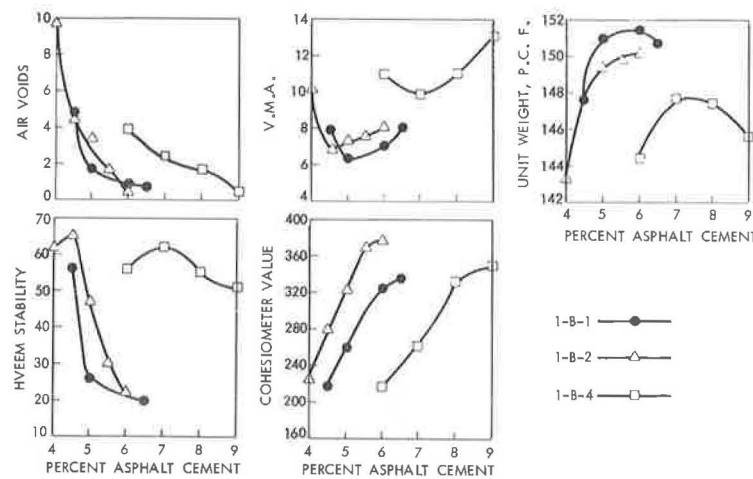 AIR VOIDS
10
8
6
4
2
0
V.M.A.
14
12
10
8
6
4
UNIT WEIGHT, P.C.F.
152
150
148
146
144
142
4 5 6 7 8 9
PERCENT ASPHALT CEMENT
HVEEM STABILITY
70
60
50
40
30
20
10
4 5 6 7 8 9
PERCENT ASPHALT CEMENT
COHESIOMETER VALUE
400
360
320
280
240
200
160
4 5 6 7 8 9
PERCENT ASPHALT CEMENT
1-B-1
1-B-2
1-B-4